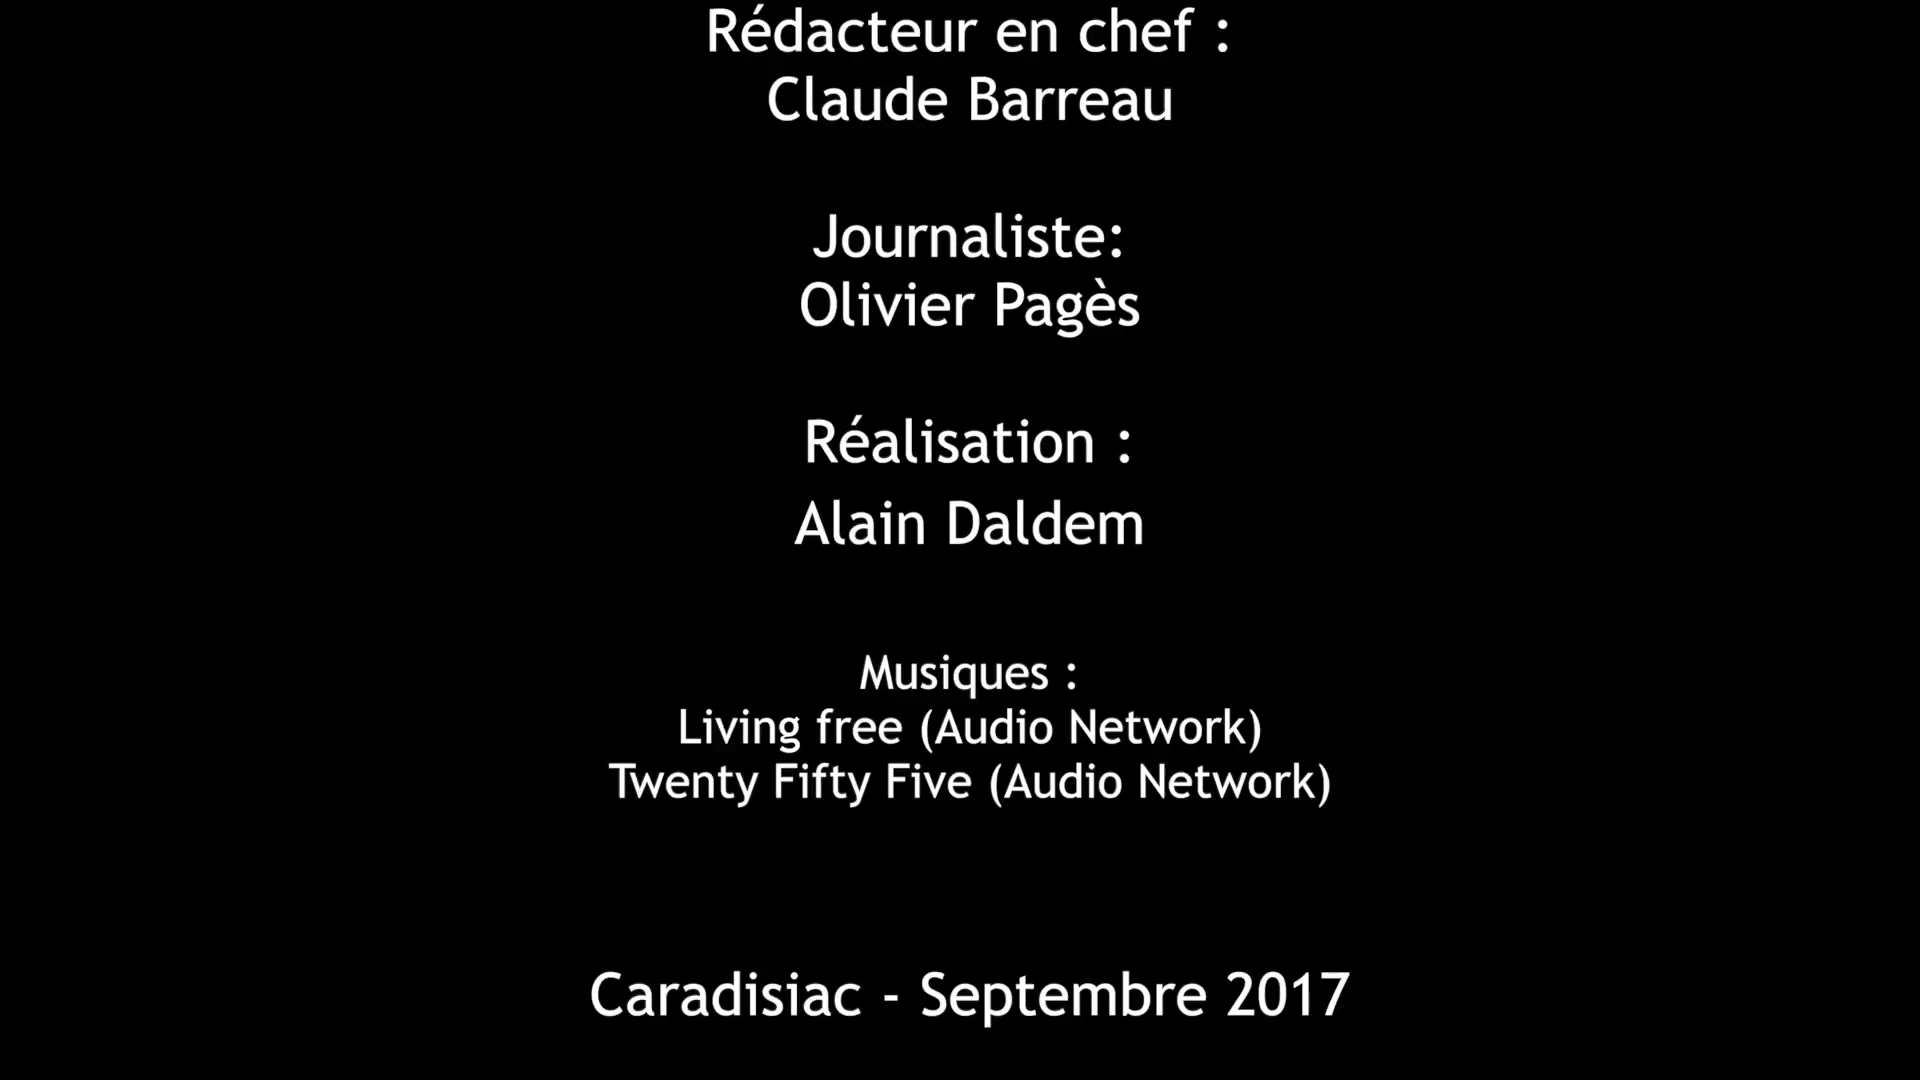 Rédacteur en chef :
Claude Barreau
Journaliste:
Olivier Pagès
Réalisation :
Alain Daldem
Musiques :
Living free (Audio Network)
Twenty Fifty Five (Audio Network)
Caradisiac - Septembre 2017